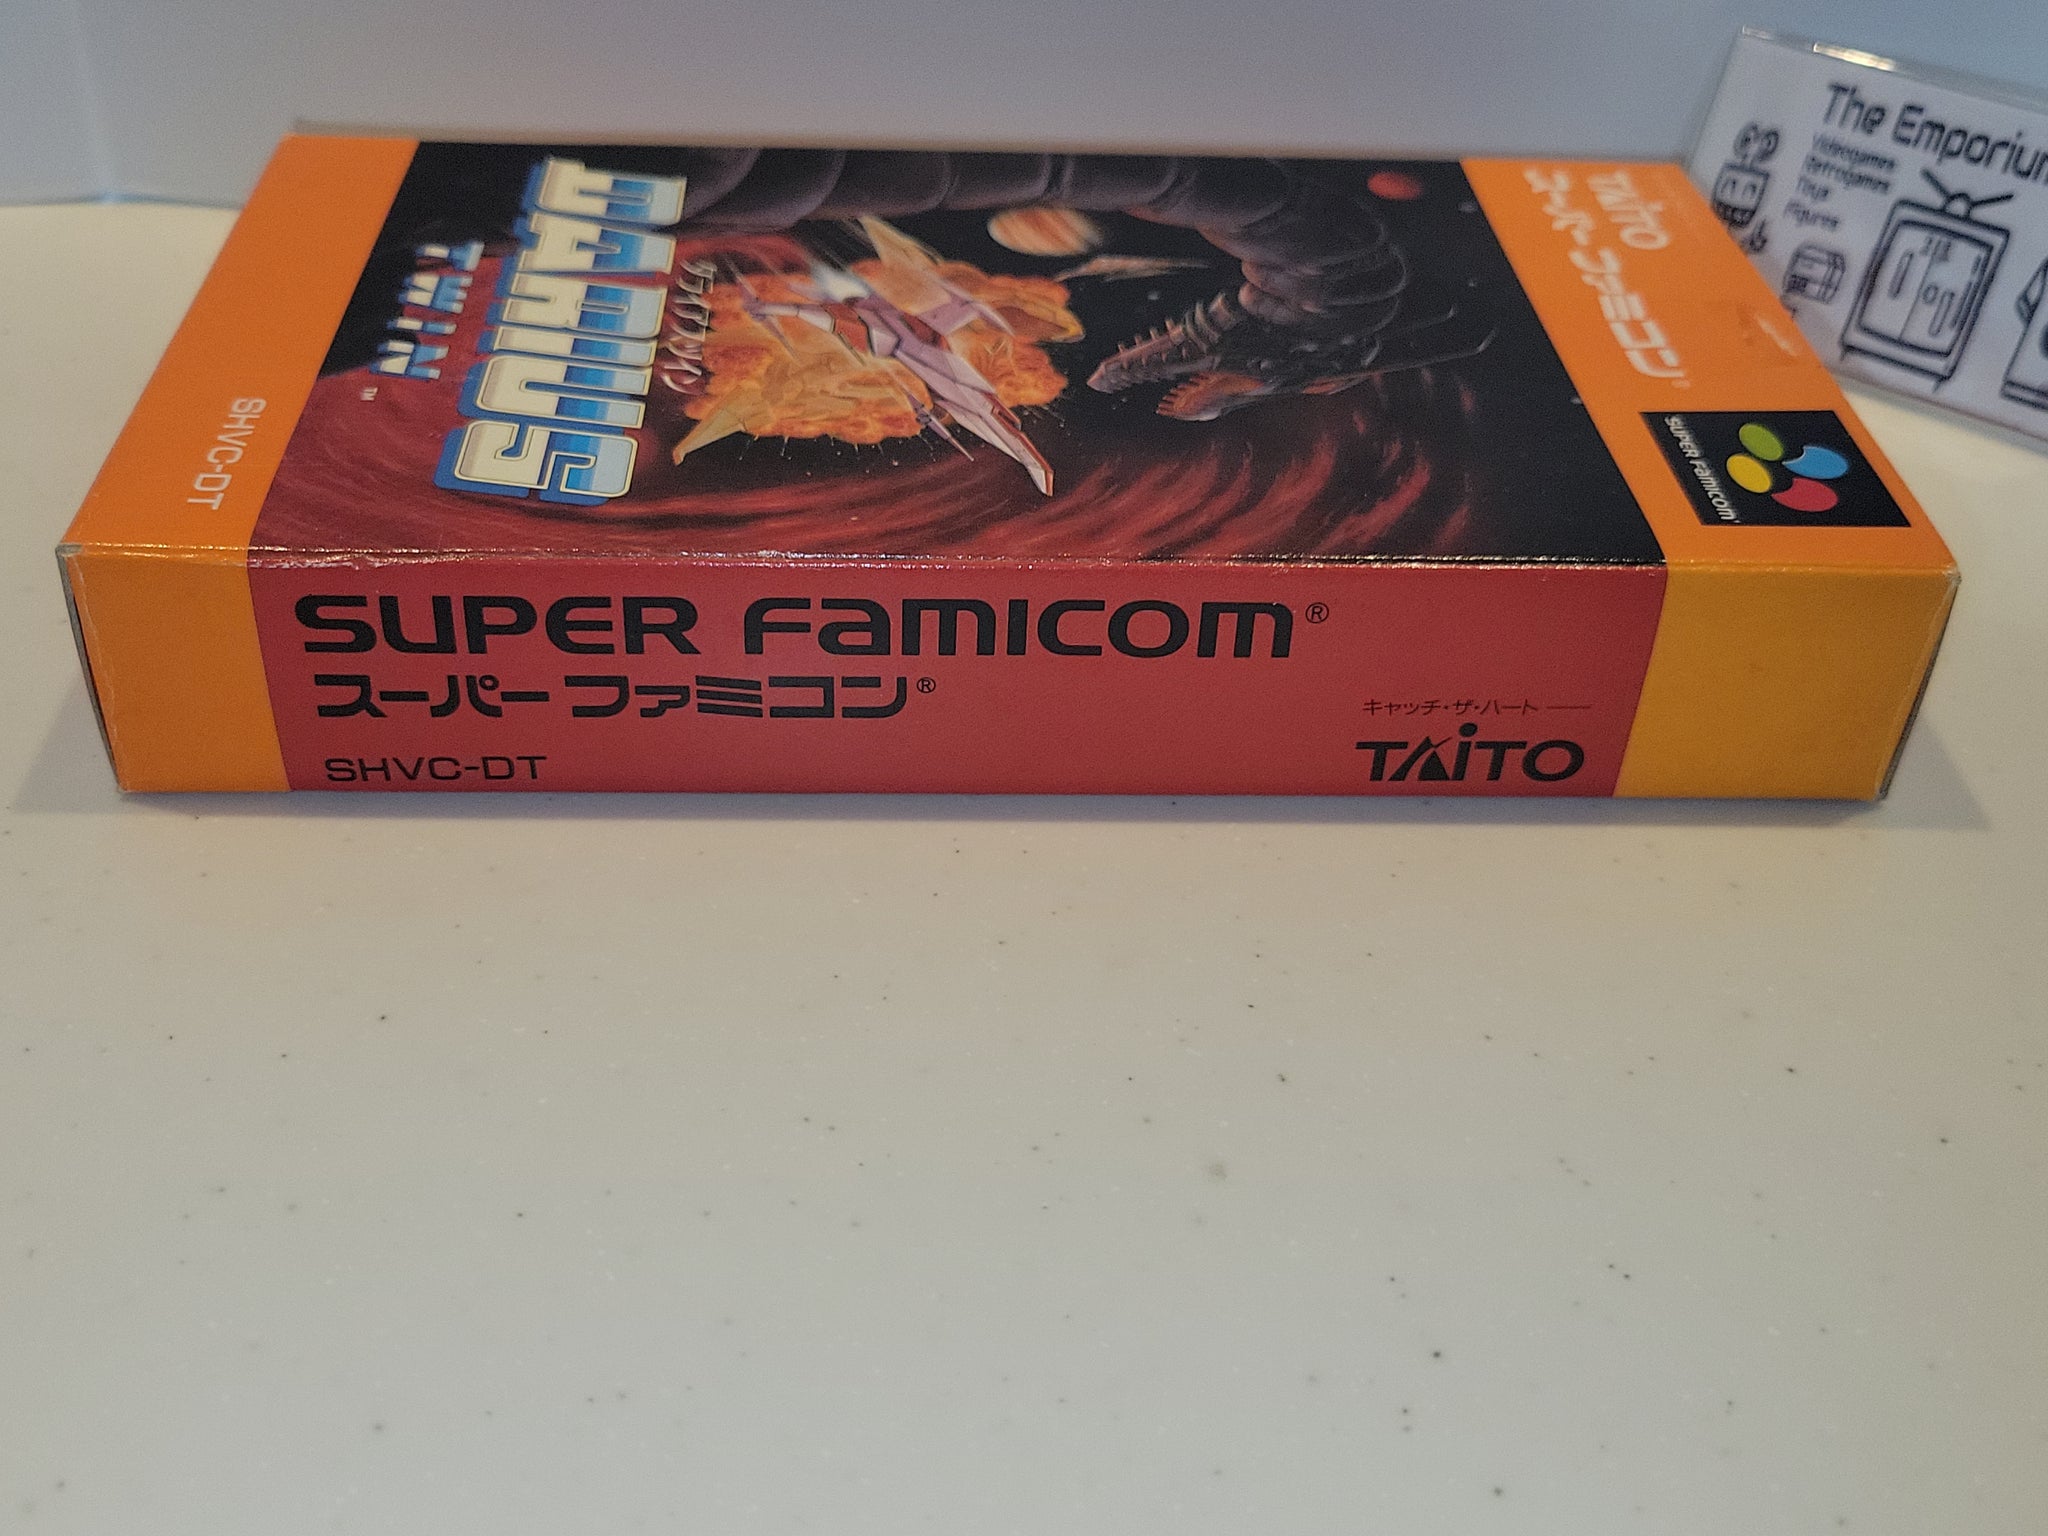 SUPER FAMICOM®
スーパーファミコン®
SHVC-DT
キャッチ・ザ・ハート
TAITO
DARIUS
TWIN™
ダライアスツイン
SHVC-DT
TAITO
スーパーファミコン®
SUPER FAMICOM
The Emporium
Videogames
Retrogames
Toys
Figures